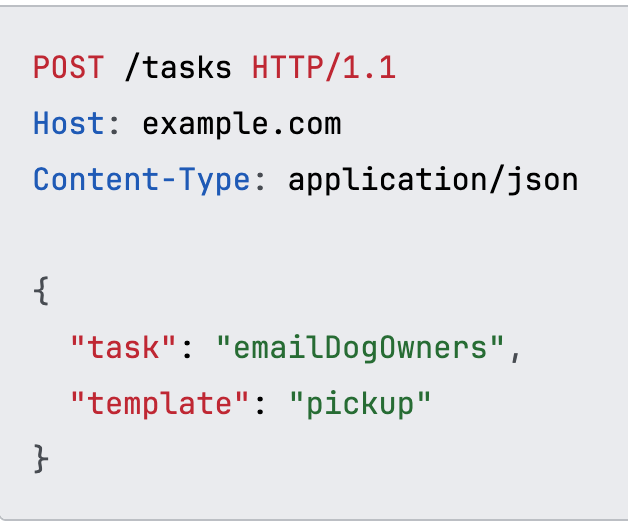 POST /tasks HTTP/1.1
Host: example.com
Content-Type: application/json

{
  "task": "emailDogOwners",
  "template": "pickup"
}